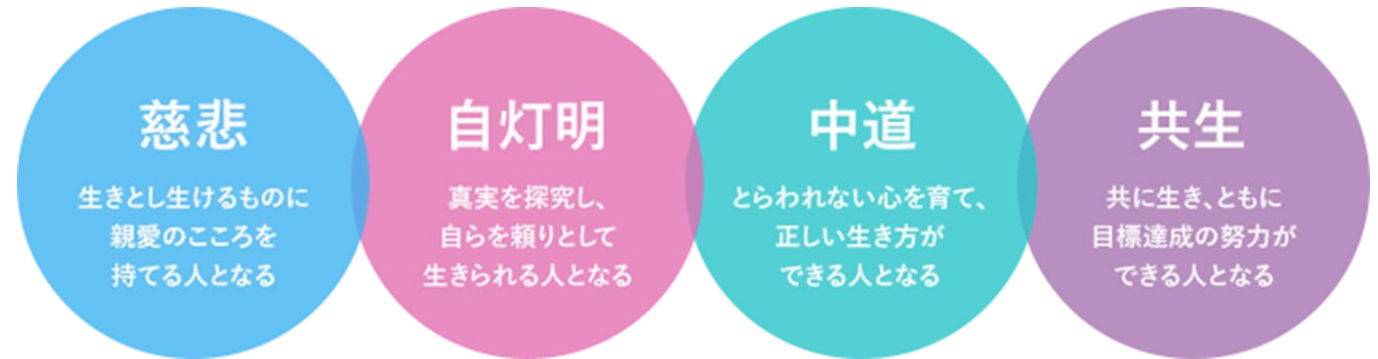 慈悲
生きとし生けるものに
親愛のこころを
持てる人となる
自灯明
真実を探究し、
自らを頼りとして
生きられる人となる
中道
とらわれない心を育て、
正しい生き方が
できる人となる
共生
共に生き、ともに
目標達成の努力が
できる人となる